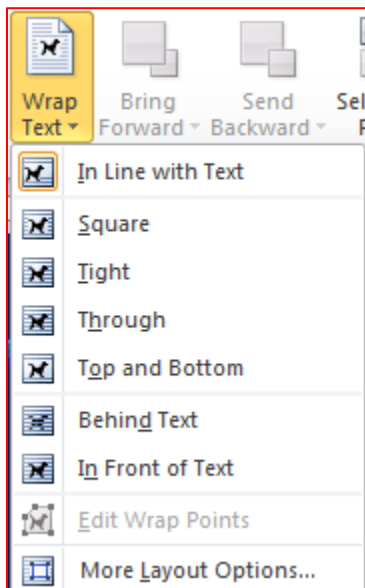 Wrap Bring Send
Text Forward Backward
In Line with Text
Square
Tight
Through
Top and Bottom
Behind Text
In Front of Text
Edit Wrap Points
More Layout Options...